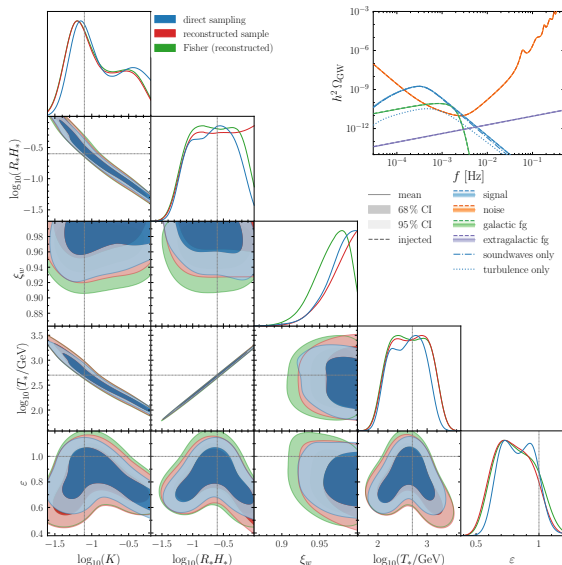 direct sampling
reconstructed sample
Fisher (reconstructed)
10⁻³
10⁻⁶
10⁻⁹
10⁻¹²
h² Ω_GW
10⁻⁴ 10⁻³ 10⁻² 10⁻¹
f [Hz]
mean
68 % CI
95 % CI
injected
signal
noise
galactic fg
extragalactic fg
soundwaves only
turbulence only
log₁₀(R∗H∗)
−0.5
−1.0
−1.5
ξ_w
0.98
0.96
0.94
0.92
0.90
0.88
log₁₀(T∗/GeV)
3.5
3.0
2.5
2.0
ε
1.0
0.8
0.6
0.4
−1.5 −1 −0.5
log₁₀(K)
−1.5 −1 −0.5
log₁₀(R∗H∗)
0.9 0.95
ξ_w
2 3
log₁₀(T∗/GeV)
0.5 1
ε